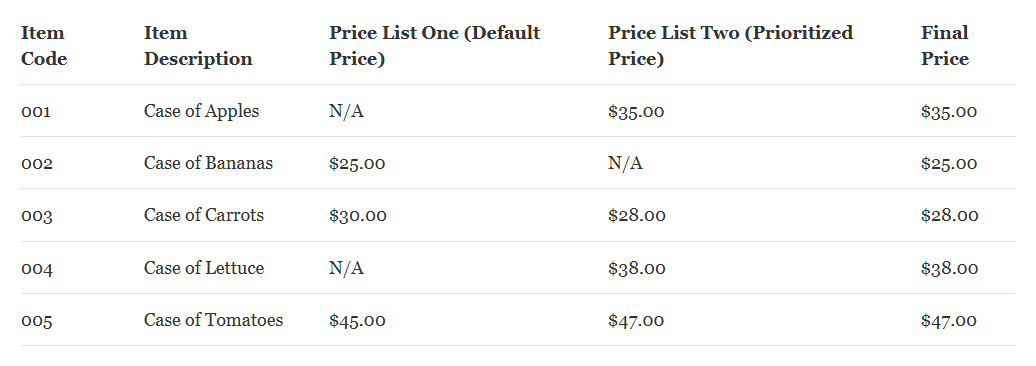 Item Code Item Description Price List One (Default Price) Price List Two (Prioritized Price) Final Price
001 Case of Apples N/A $35.00 $35.00
002 Case of Bananas $25.00 N/A $25.00
003 Case of Carrots $30.00 $28.00 $28.00
004 Case of Lettuce N/A $38.00 $38.00
005 Case of Tomatoes $45.00 $47.00 $47.00